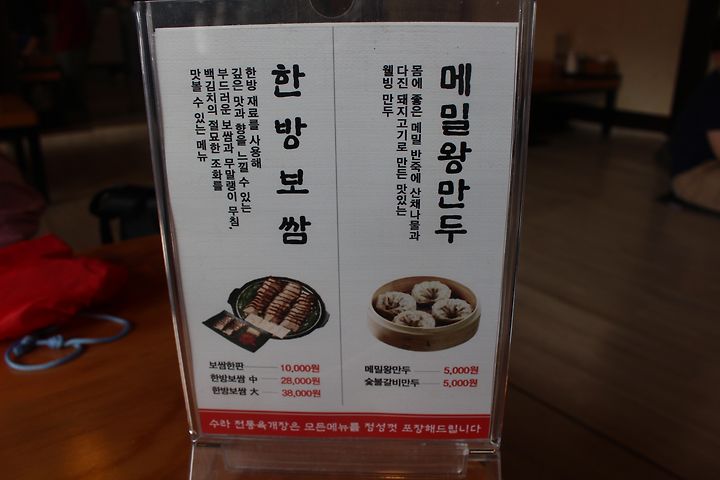 한방보쌈
한방 재료를 사용해
깊은 맛과 향을 느낄 수 있는
부드러운 보쌈과 무말랭이 무침,
백김치의 절묘한 조화를
맛볼 수 있는 메뉴
보쌈한판 10,000원
한방보쌈 中 28,000원
한방보쌈 大 38,000원
메밀왕만두
몸에 좋은 메밀 반죽에 산채나물과
다진 돼지고기로 만든 맛있는
웰빙 만두
메밀왕만두 5,000원
숯불갈비만두 5,000원
수라 전통육개장은 모든메뉴를 정성껏 포장해드립니다